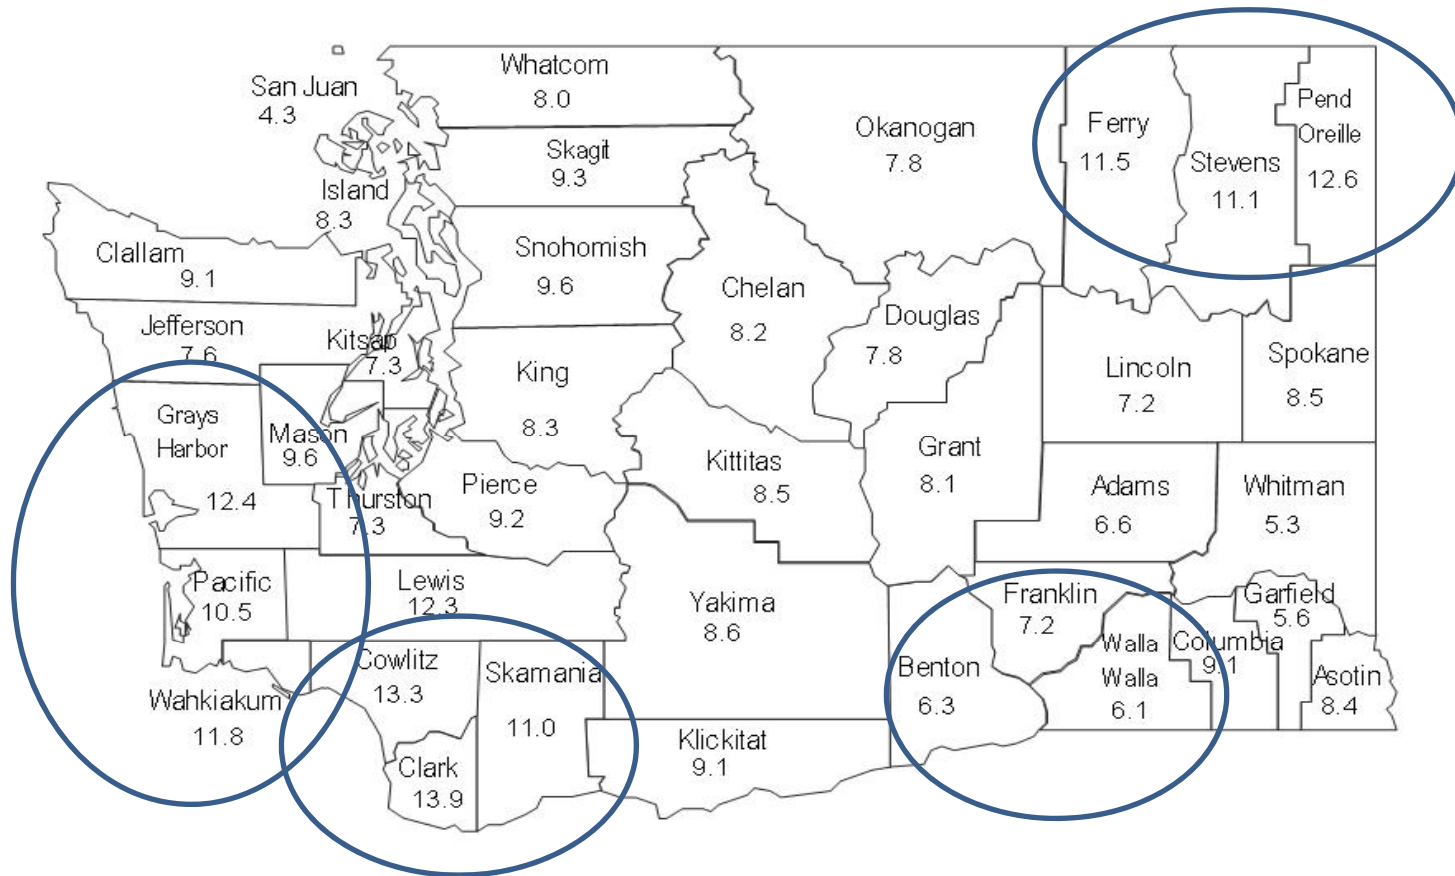 San Juan
4.3
Whatcom
8.0
Skagit
9.3
Island
8.3
Snohomish
9.6
Clallam
9.1
Jefferson
7.6
Kitsap
7.3
King
8.3
Okanogan
7.8
Chelan
8.2
Douglas
7.8
Ferry
11.5
Stevens
11.1
Pend
Oreille
12.6
Lincoln
7.2
Spokane
8.5
Grays
Harbor
12.4
Mason
9.6
Thurston
7.3
Pierce
9.2
Kittitas
8.5
Grant
8.1
Adams
6.6
Whitman
5.3
Pacific
10.5
Lewis
12.3
Yakima
8.6
Franklin
7.2
Benton
6.3
Walla
Walla
6.1
Columbia
9.1
Garfield
5.6
Asotin
8.4
Wahkiakum
11.8
Cowlitz
13.3
Skamania
11.0
Clark
13.9
Klickitat
9.1